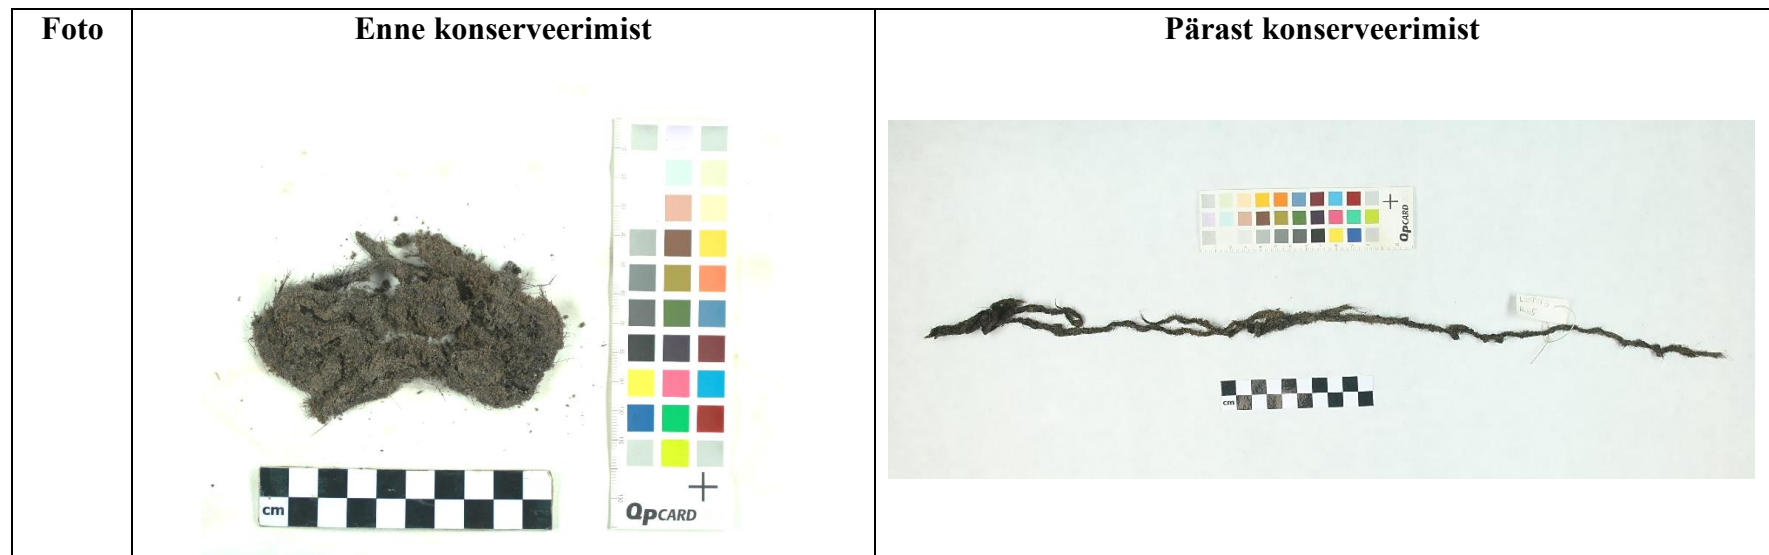 Foto
Enne konserveerimist
Pärast konserveerimist
cm
QPCARD
QPCARD
cm